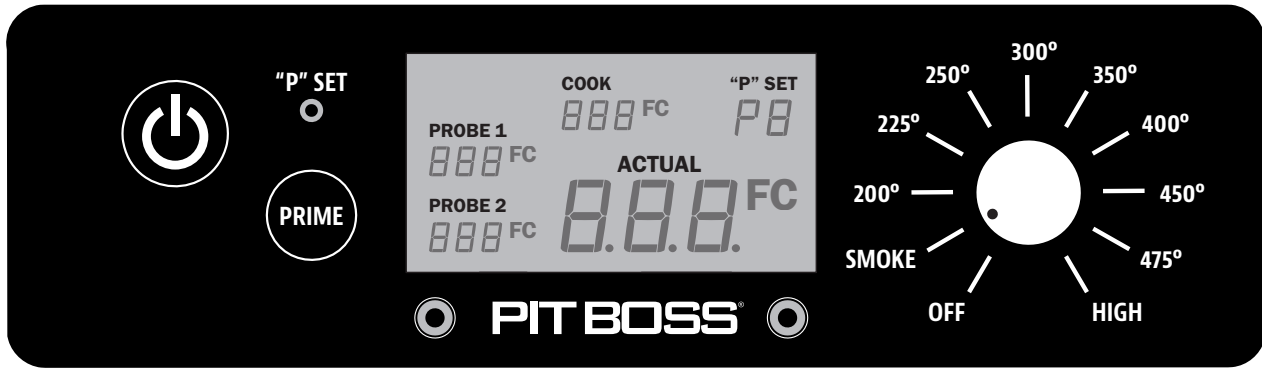 "P" SET
PRIME
COOK
888 FC
"P" SET
P8
PROBE 1
888 FC
PROBE 2
888 FC
ACTUAL
8.8.8. FC
PIT BOSS®
OFF
SMOKE
200º
225º
250º
300º
350º
400º
450º
475º
HIGH